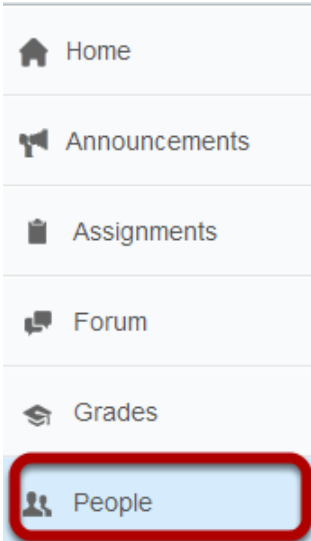 Home
Announcements
Assignments
Forum
Grades
People